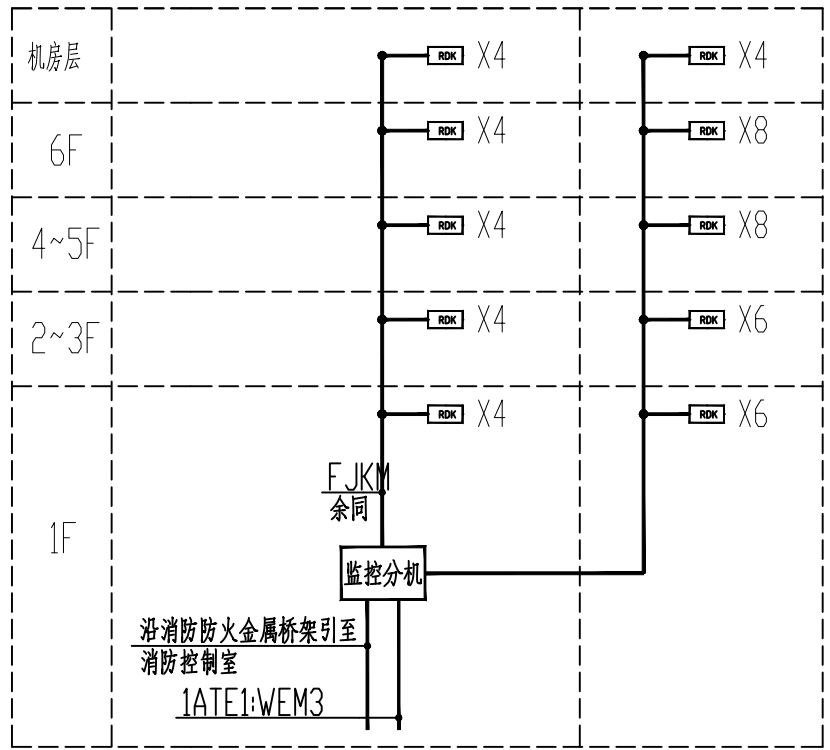 机房层
RDK X4
RDK X4
6F
RDK X4
RDK X8
4~5F
RDK X4
RDK X8
2~3F
RDK X4
RDK X6
RDK X4
RDK X6
1F
FJKM
余同
监控分机
沿消防防火金属桥架引至
消防控制室
1ATE1:WEM3